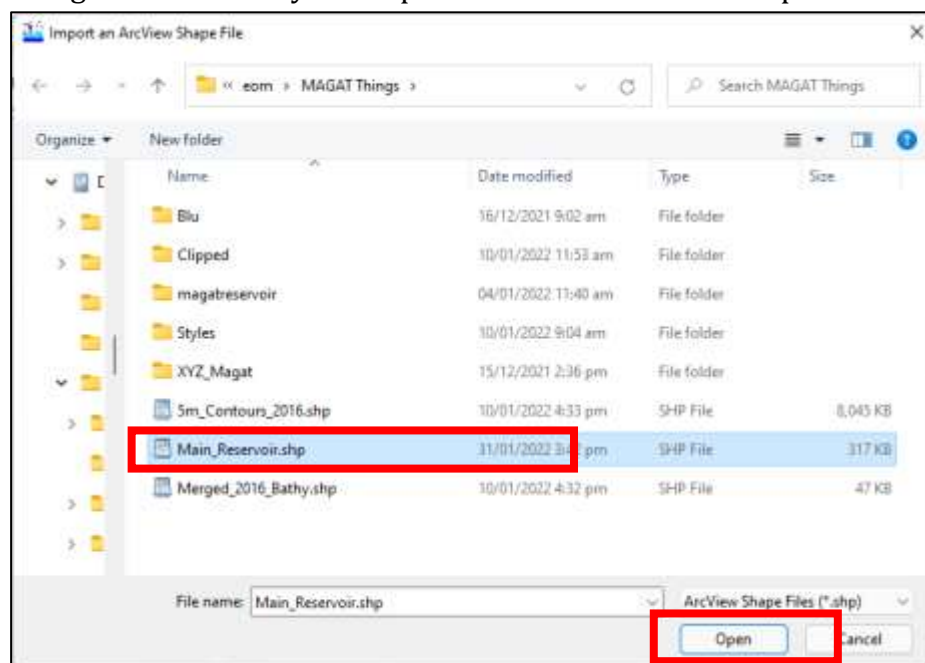 Import an ArcView Shape File
« eom › MAGAT Things ›
Search MAGAT Things
Organize New folder
Name Date modified Type Size
Blu 16/12/2021 9:02 am File folder
Clipped 10/01/2022 11:53 am File folder
magatreservoir 04/01/2022 11:40 am File folder
Styles 10/01/2022 9:04 am File folder
XYZ_Magat 15/12/2021 2:36 pm File folder
5m_Contours_2016.shp 10/01/2022 4:33 pm SHP File 8,045 KB
Main_Reservoir.shp 31/01/2022 pm SHP File 317 KB
Merged_2016_Bathy.shp 10/01/2022 4:32 pm SHP File 47 KB
File name: Main_Reservoir.shp ArcView Shape Files (*.shp)
Open Cancel